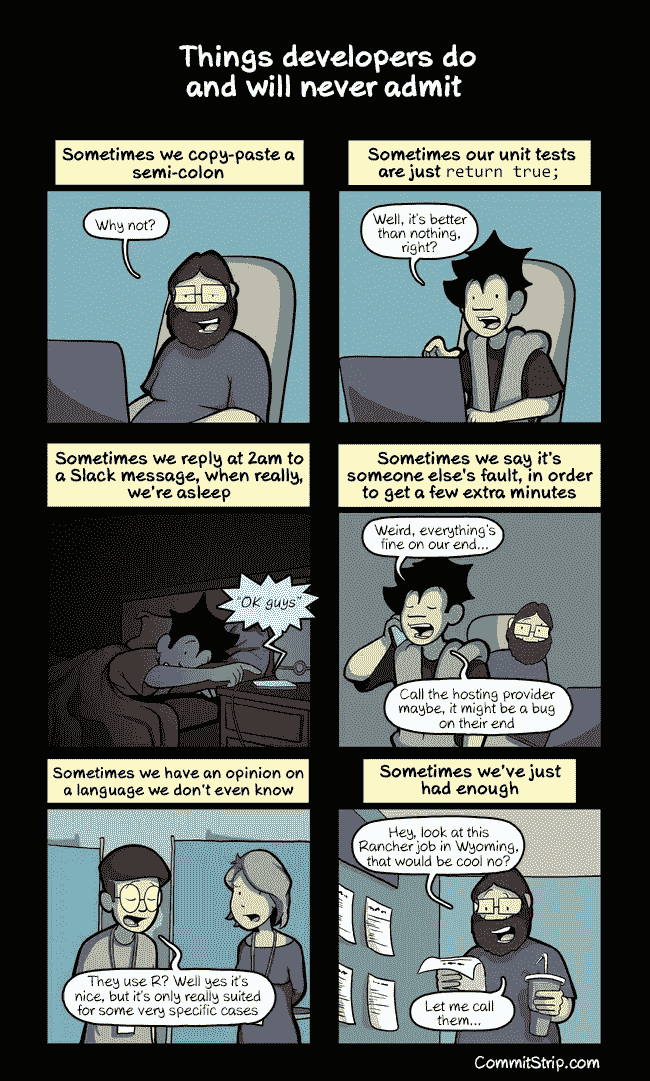 Things developers do
and will never admit
Sometimes we copy-paste a
semi-colon
Why not?
Sometimes our unit tests
are just return true;
Well, it's better
than nothing,
right?
Sometimes we reply at 2am to
a Slack message, when really,
we're asleep
"OK guys"
Sometimes we say it's
someone else's fault, in order
to get a few extra minutes
Weird, everything's
fine on our end...
Call the hosting provider
maybe, it might be a bug
on their end
Sometimes we have an opinion on
a language we don't even know
They use R? Well yes it's
nice, but it's only really suited
for some very specific cases
Sometimes we've just
had enough
Hey, look at this
Rancher job in Wyoming,
that would be cool no?
Let me call
them...
CommitStrip.com